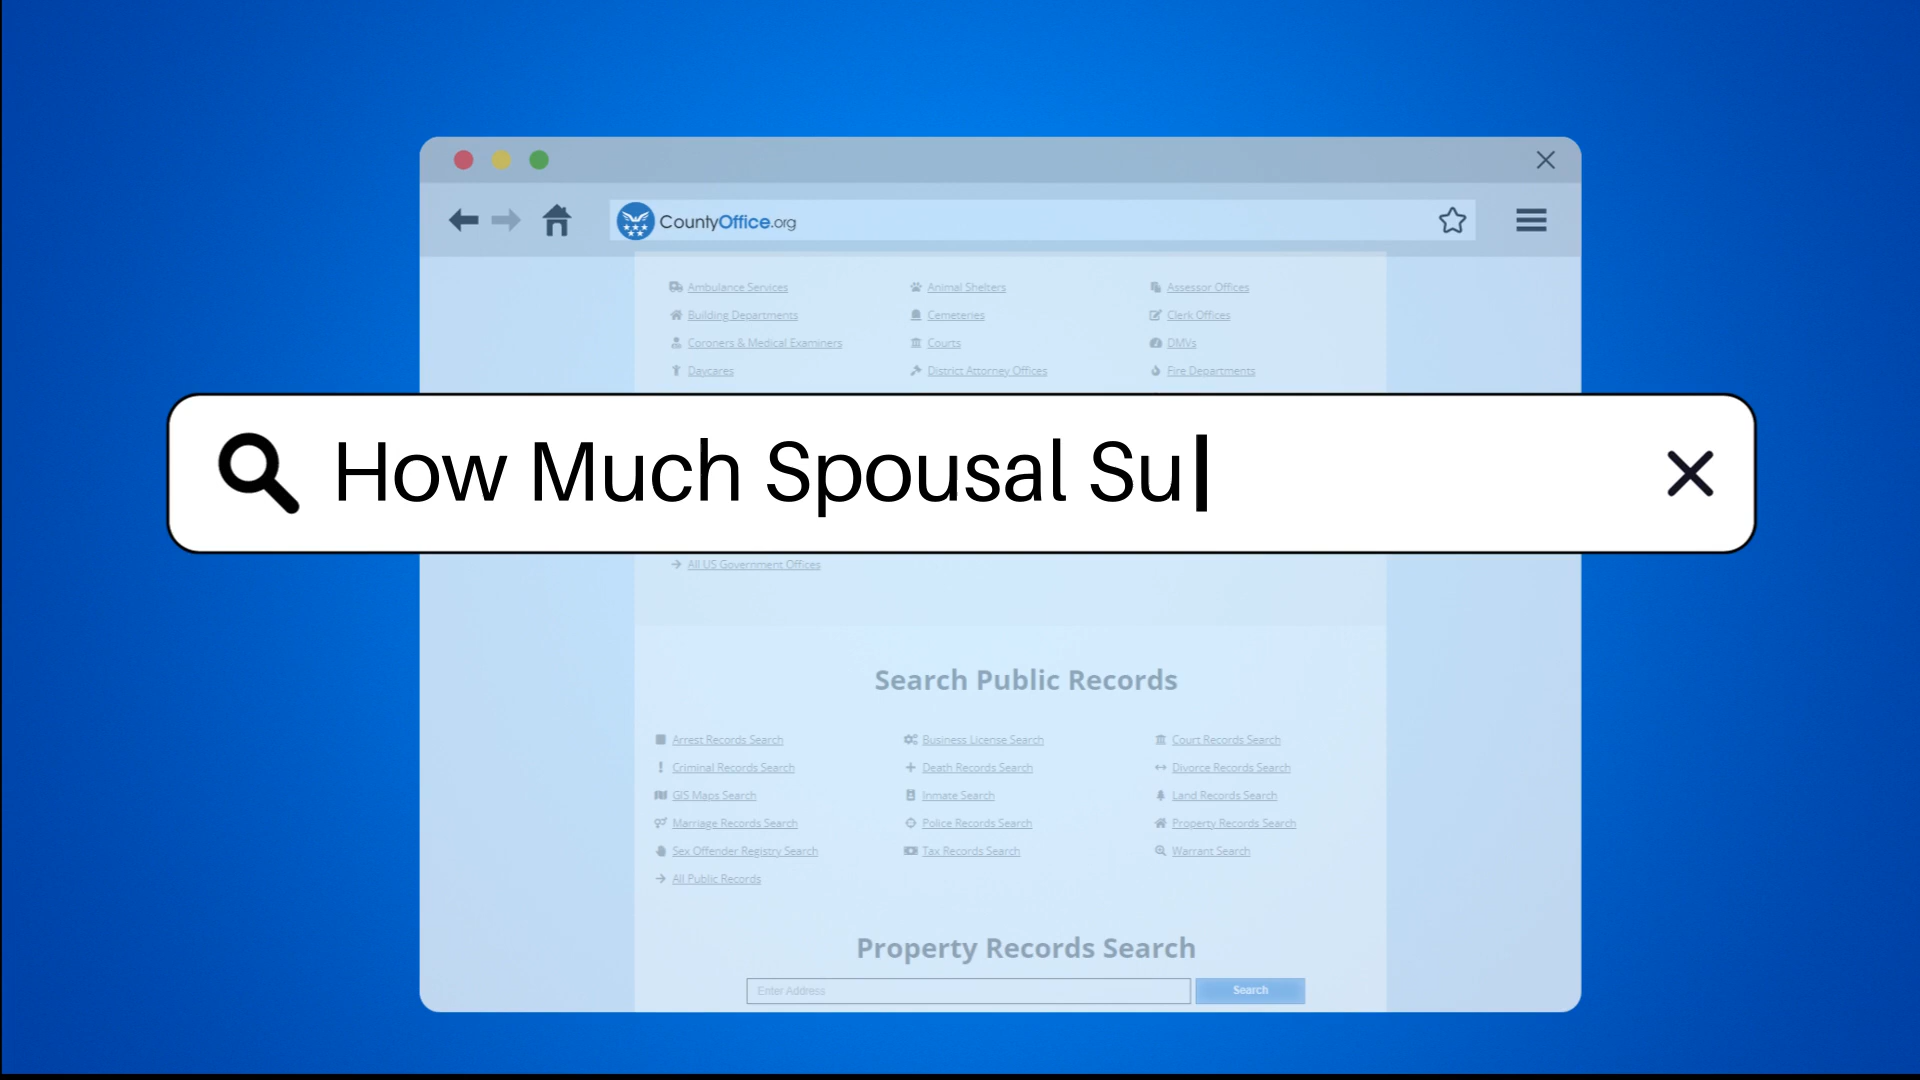 CountyOffice.org
Ambulance Services Animal Shelters Assessor Offices
Building Departments Cemeteries Clerk Offices
Coroners & Medical Examiners Courts DMVs
Daycares District Attorney Offices Fire Departments
How Much Spousal Su
All US Government Offices
Search Public Records
Arrest Records Search Business License Search Court Records Search
Criminal Records Search Death Records Search Divorce Records Search
GIS Maps Search Inmate Search Land Records Search
Marriage Records Search Police Records Search Property Records Search
Sex Offender Registry Search Tax Records Search Warrant Search
All Public Records
Property Records Search
Enter Address Search